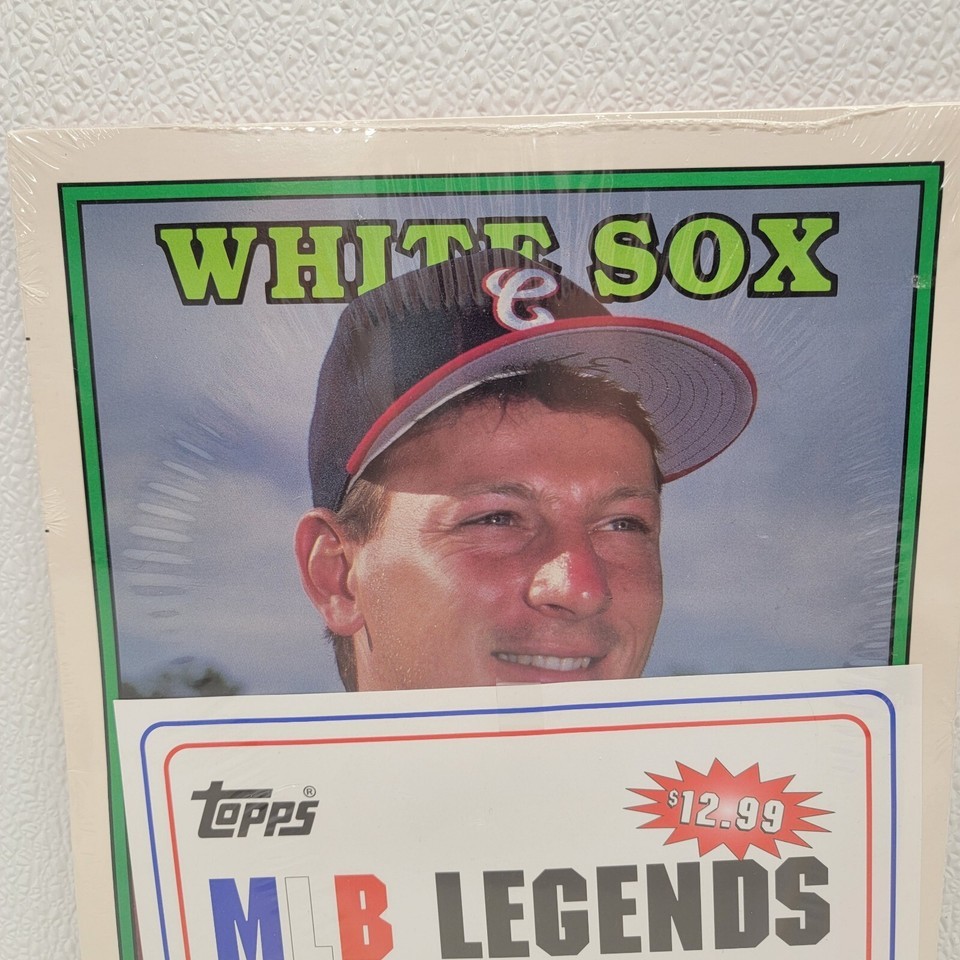 WHITE SOX
C
topps®
$12.99
MLB LEGENDS